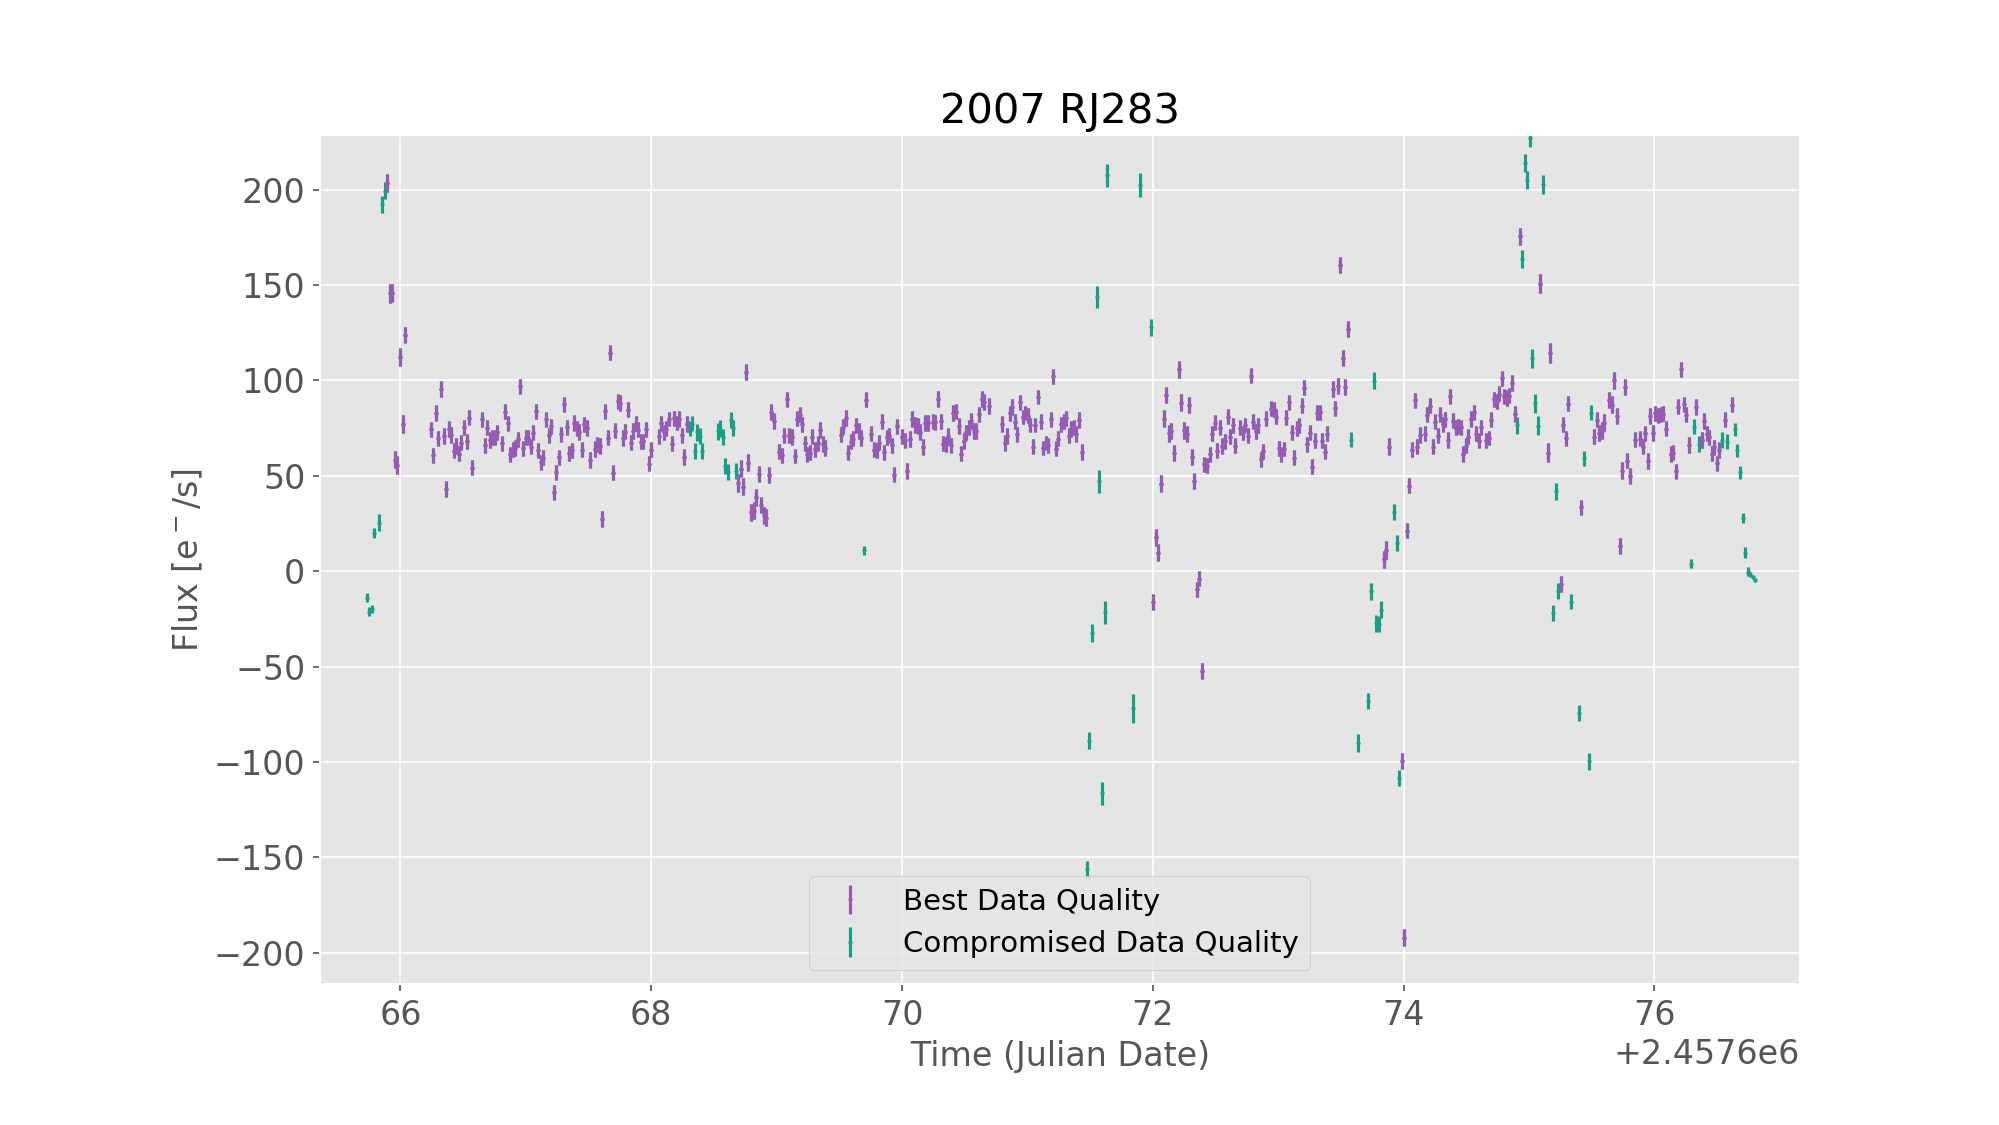 2007 RJ283
200
150
100
50
0
−50
−100
−150
−200
Flux [e⁻/s]
Best Data Quality
Compromised Data Quality
66 68 70 72 74 76
Time (Julian Date)
+2.4576e6